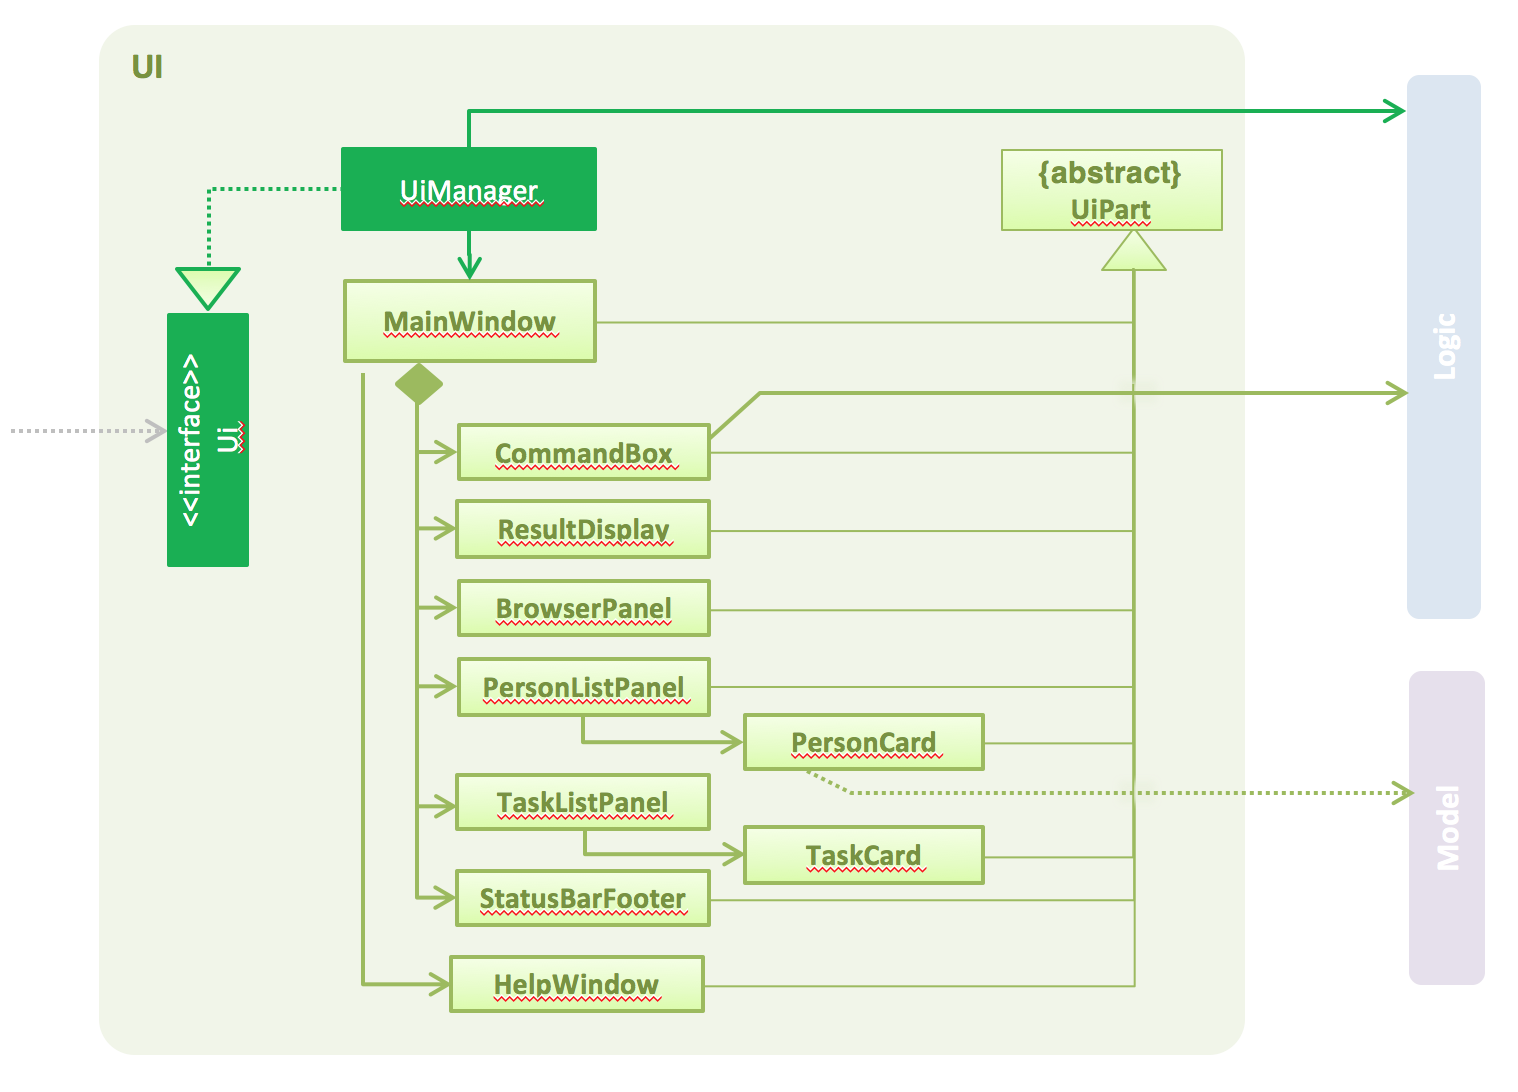 UI
UiManager
{abstract}
UiPart
<<interface>>
Ui
MainWindow
Logic
CommandBox
ResultDisplay
BrowserPanel
PersonListPanel
PersonCard
TaskListPanel
Model
TaskCard
StatusBarFooter
HelpWindow